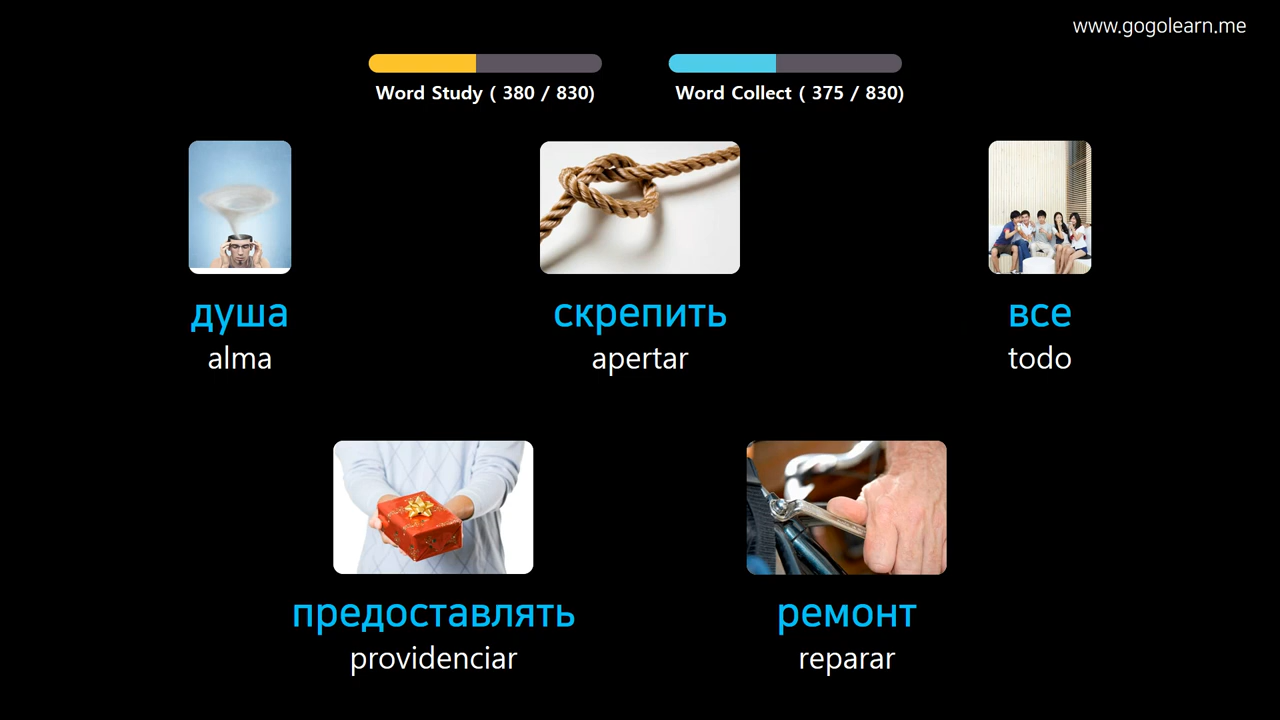 www.gogolearn.me
Word Study ( 380 / 830)
Word Collect ( 375 / 830)
душа
alma
скрепить
apertar
все
todo
предоставлять
providenciar
ремонт
reparar